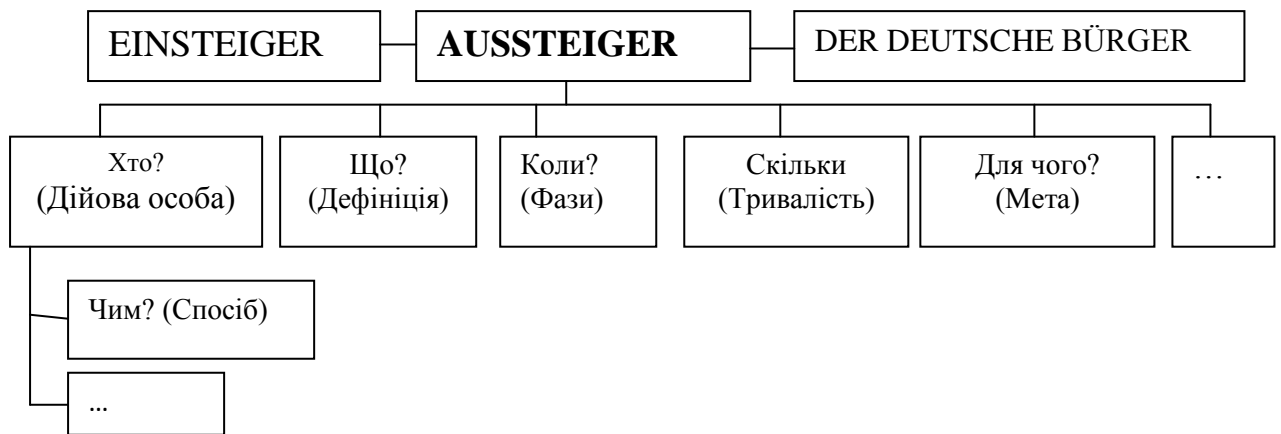 EINSTEIGER
AUSSTEIGER
DER DEUTSCHE BÜRGER
Хто?
(Дійова особа)
Що?
(Дефініція)
Коли?
(Фази)
Скільки
(Тривалість)
Для чого?
(Мета)
…
Чим? (Спосіб)
...